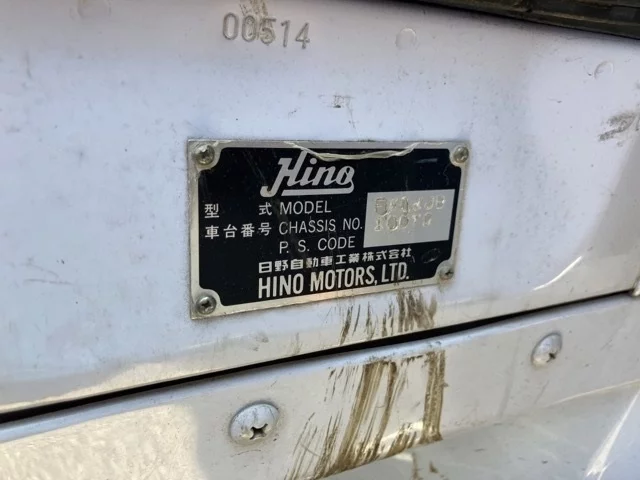 00514
Hino
型 式 MODEL
車台番号 CHASSIS NO.
P. S. CODE
日野自動車工業株式会社
HINO MOTORS, LTD.